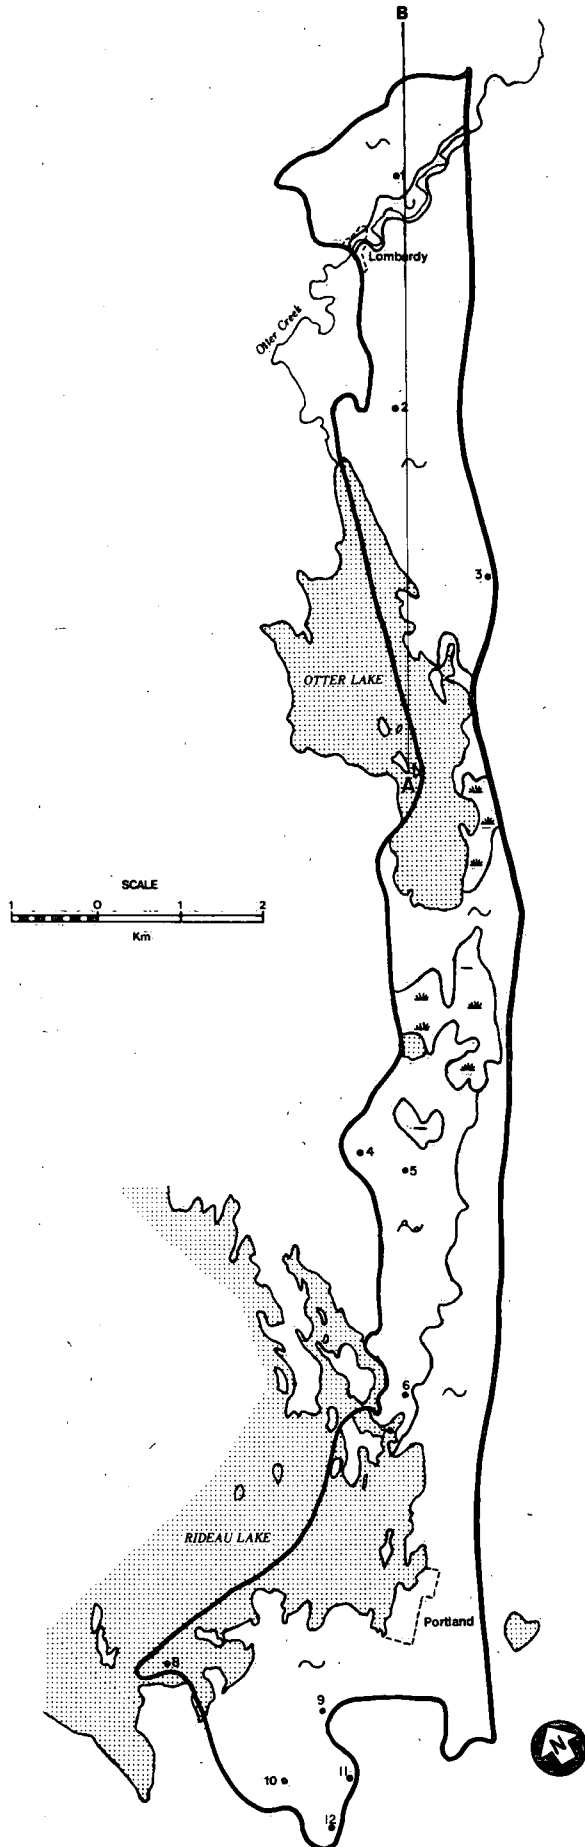 B
1
Lombardy
Otter Creek
2
3
OTTER LAKE
A
SCALE
1 0 1 2
Km
4
5
6
RIDEAU LAKE
Portland
8
9
N
10
11
12